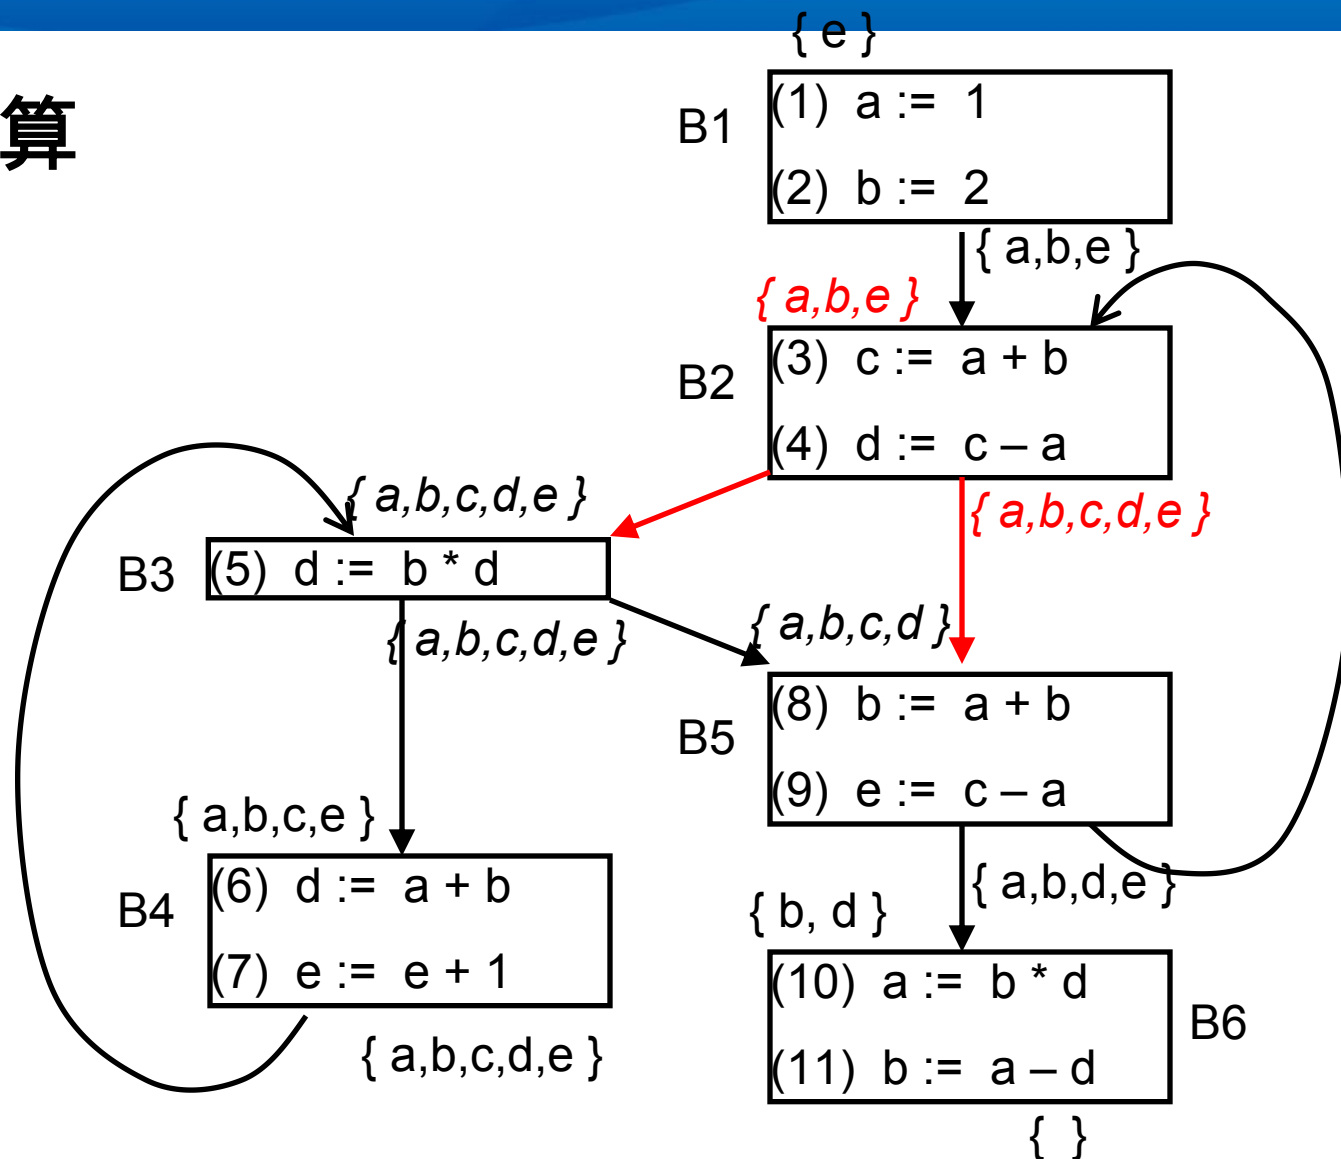 { e }
算
B1
(1) a := 1
(2) b := 2
{ a,b,e }
{ a,b,e }
B2
(3) c := a + b
(4) d := c – a
{ a,b,c,d,e }
{ a,b,c,d,e }
B3
(5) d := b * d
{ a,b,c,d,e }
{ a,b,c,d }
B5
(8) b := a + b
(9) e := c – a
{ a,b,c,e }
B4
(6) d := a + b
(7) e := e + 1
{ a,b,c,d,e }
{ a,b,d,e }
{ b, d }
(10) a := b * d
(11) b := a – d
B6
{ }